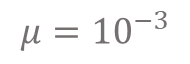 μ = 10⁻³